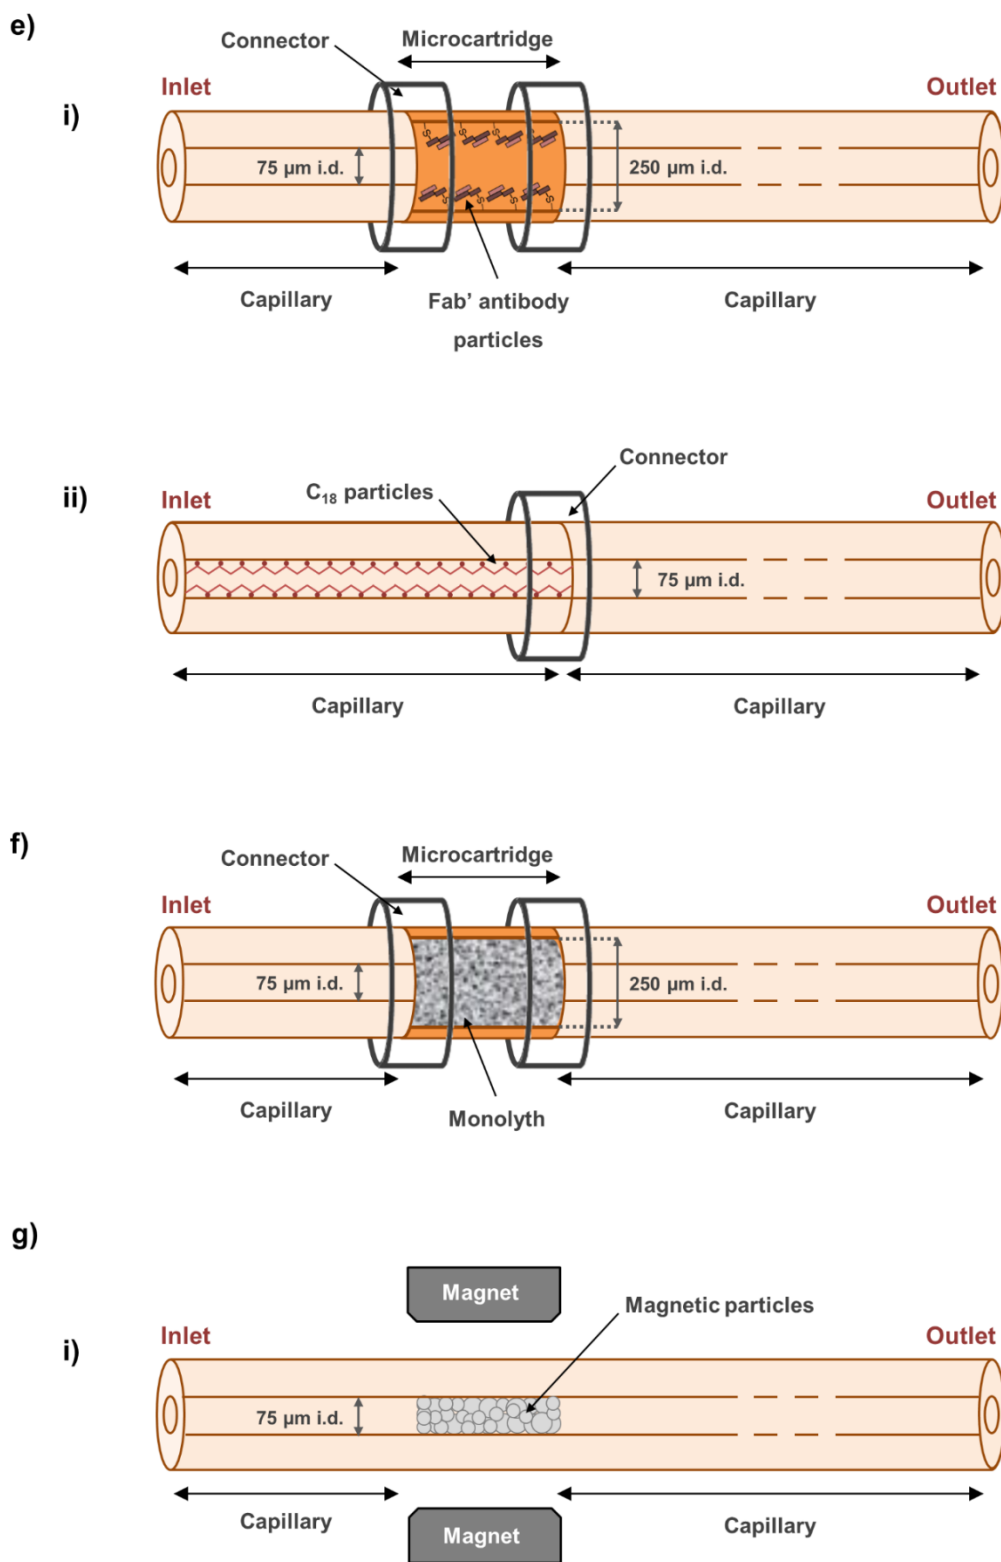 e)
Connector
Microcartridge
Inlet
Outlet
i)
S S S S
75 µm i.d.
250 µm i.d.
S S S S
Capillary
Capillary
Fab’ antibody
particles
ii)
Connector
C₁₈ particles
Inlet
Outlet
75 µm i.d.
Capillary
Capillary
f)
Connector
Microcartridge
Inlet
Outlet
75 µm i.d.
250 µm i.d.
Capillary
Capillary
Monolyth
g)
Magnet
Magnetic particles
i)
Inlet
Outlet
75 µm i.d.
Capillary
Capillary
Magnet